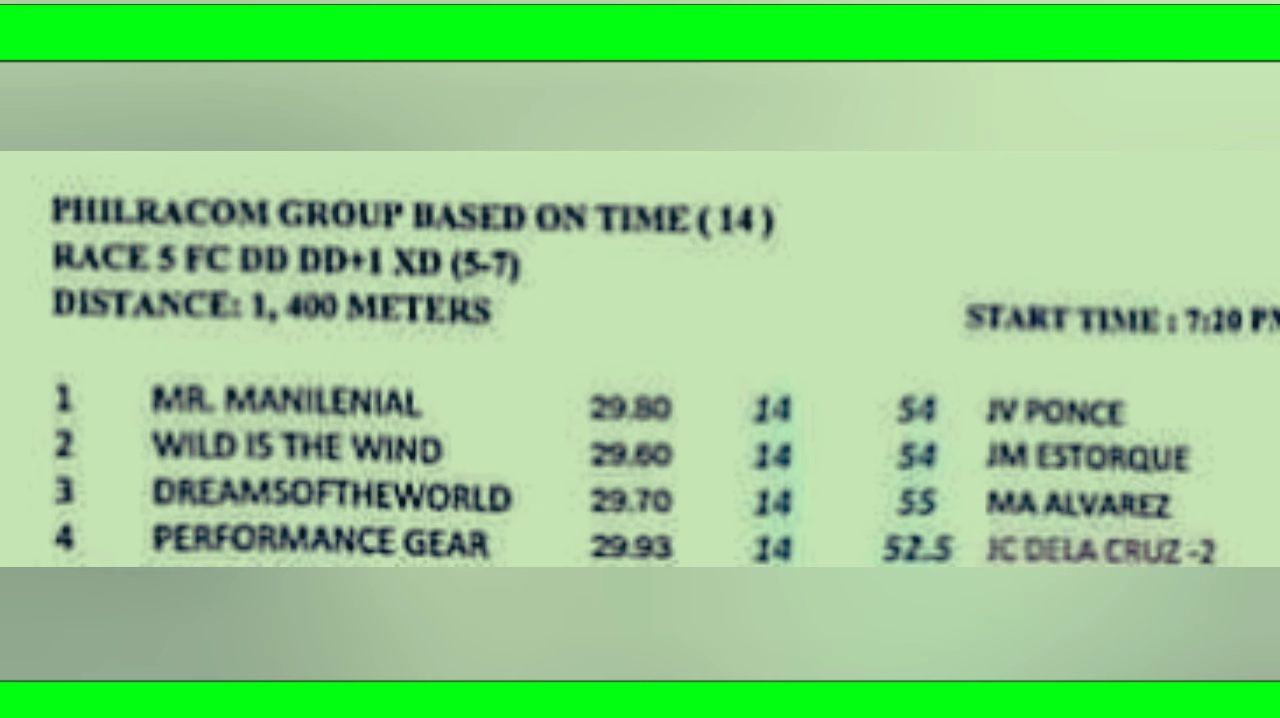 PHILRACOM GROUP BASED ON TIME ( 14 )
RACE 5 FC DD DD+1 XD (5-7)
DISTANCE: 1, 400 METERS
START TIME : 7:20 PM
1 MR. MANILENIAL 29.80 14 54 JV PONCE
2 WILD IS THE WIND 29.60 14 54 JM ESTORQUE
3 DREAMSOFTHEWORLD 29.70 14 55 MA ALVAREZ
4 PERFORMANCE GEAR 29.93 14 52.5 JC DELA CRUZ -2